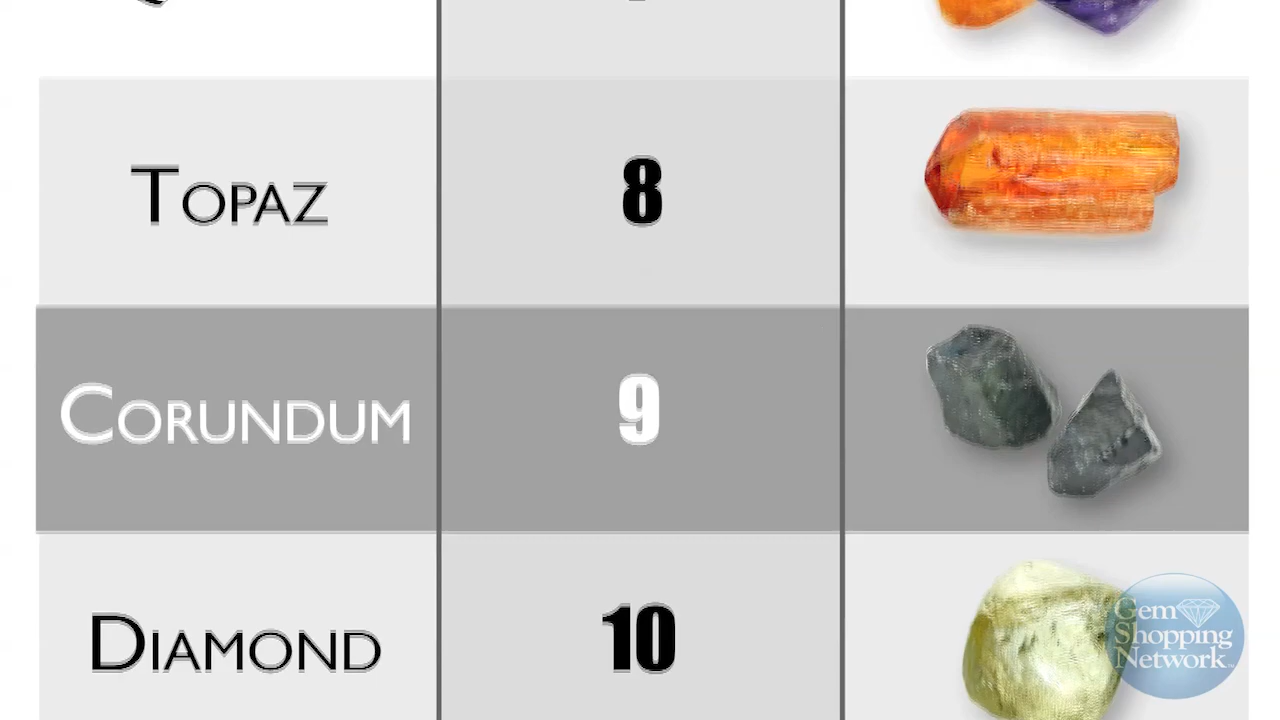 Topaz 8
Corundum 9
Diamond 10
Gem
Shopping
Network